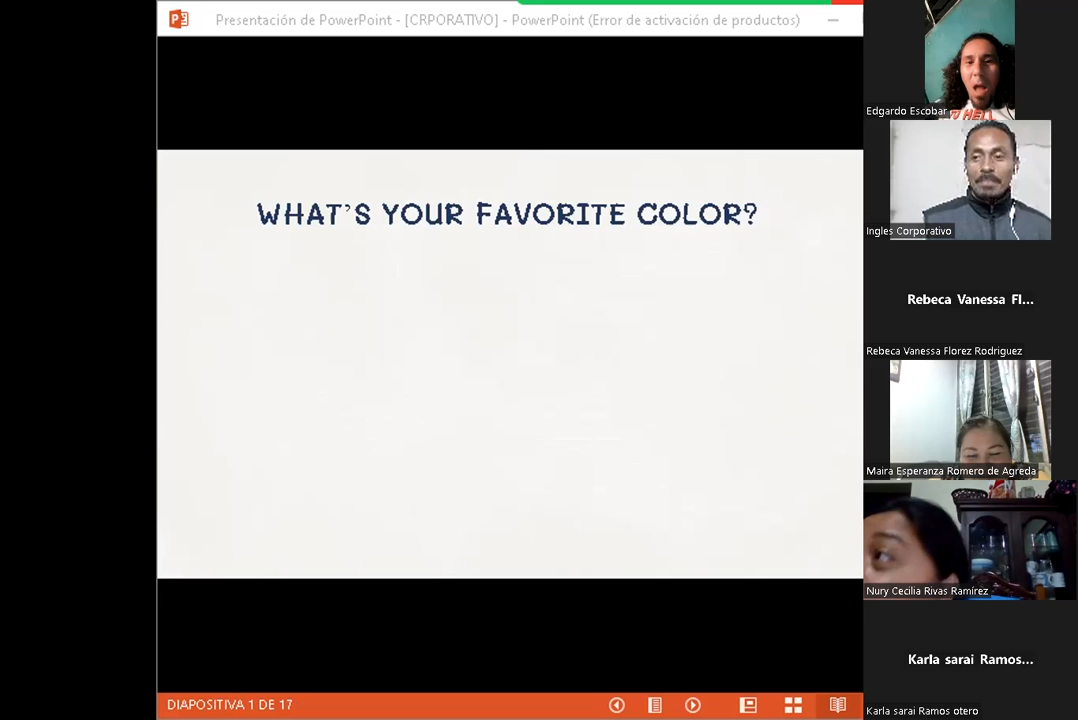 Presentación de PowerPoint - [CRPORATIVO] - PowerPoint (Error de activación de productos)
WHAT'S YOUR FAVORITE COLOR?
DIAPOSITIVA 1 DE 17
Edgardo Escobar
Ingles Corporativo
Rebeca Vanessa Fl...
Rebeca Vanessa Florez Rodriguez
Maira Esperanza Romero de Agreda
Nury Cecilia Rivas Ramírez
Karla sarai Ramos...
Karla sarai Ramos otero